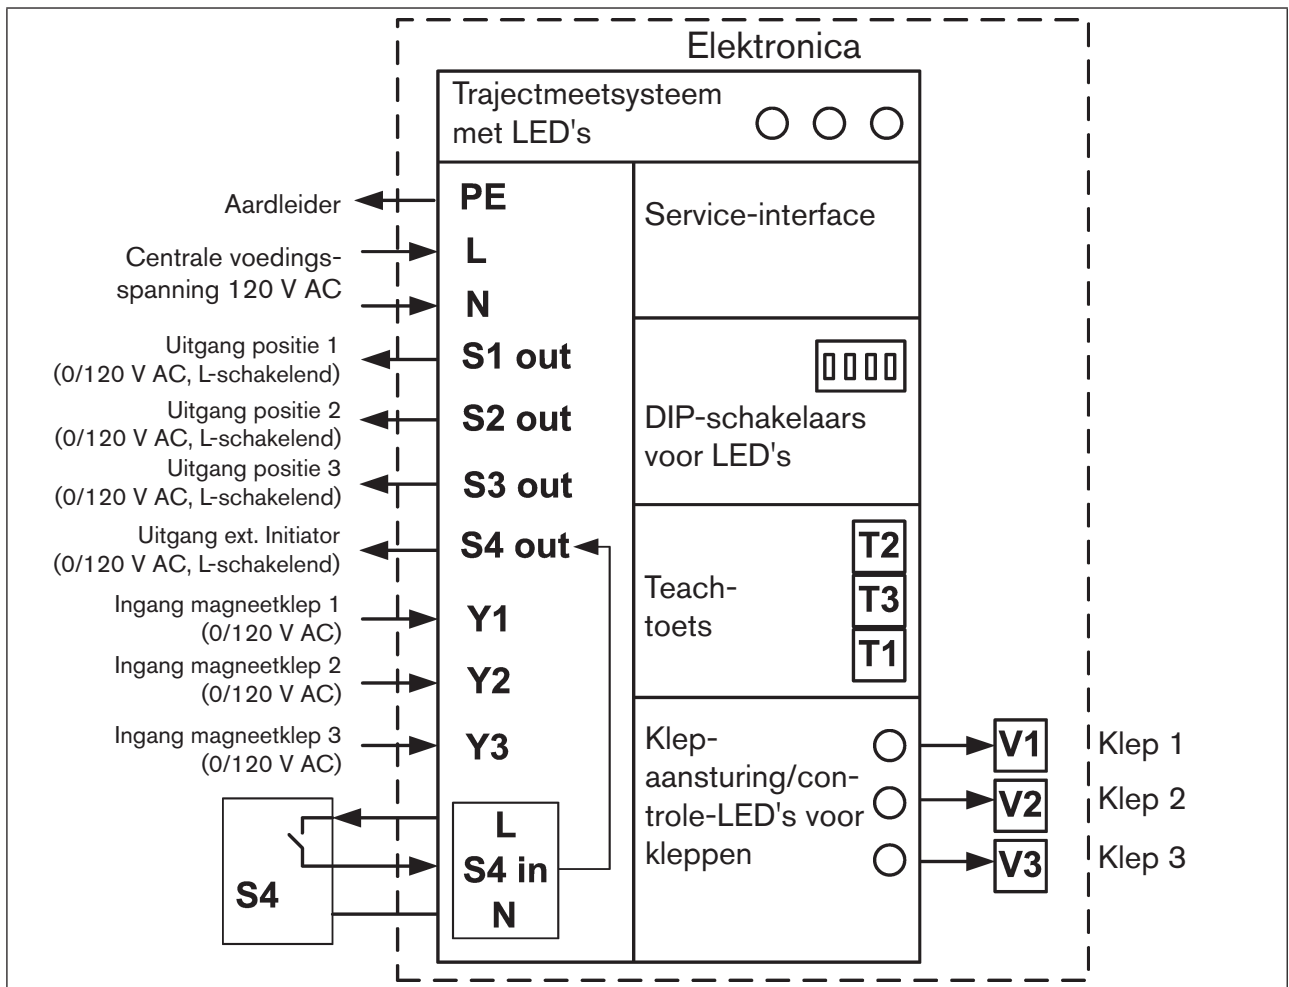 Elektronica
Trajectmeetsysteem
met LED's
Aardleider
PE
Centrale voedings-
spanning 120 V AC
L
N
Uitgang positie 1
(0/120 V AC, L-schakelend)
S1 out
Uitgang positie 2
(0/120 V AC, L-schakelend)
S2 out
Uitgang positie 3
(0/120 V AC, L-schakelend)
S3 out
Uitgang ext. Initiator
(0/120 V AC, L-schakelend)
S4 out
Ingang magneetklep 1
(0/120 V AC)
Y1
Ingang magneetklep 2
(0/120 V AC)
Y2
Ingang magneetklep 3
(0/120 V AC)
Y3
S4
L
S4 in
N
Service-interface
DIP-schakelaars
voor LED's
Teach-
toets
T2
T3
T1
Klep-
aansturing/con-
trole-LED's voor
kleppen
V1
Klep 1
V2
Klep 2
V3
Klep 3